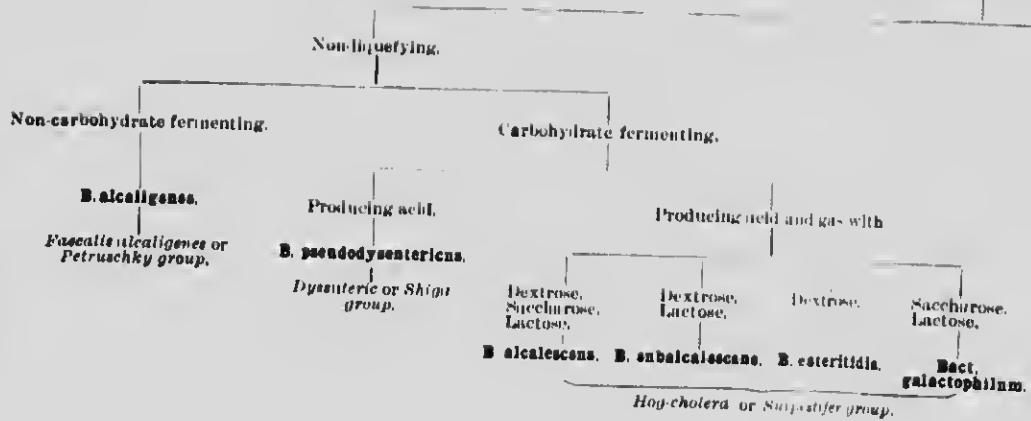 Non-liquefying.
Non-carbohydrate fermenting.
Carbohydrate fermenting.
B. alcaligenes.
Producing acid.
Producing acid and gas with
Faecalis alcaligenes or
Petruschky group.
B. pseudodysentericus.
Dysenteric or Shiga
group.
Dextrose,
Saccharose,
Lactose.
Dextrose,
Lactose.
Dextrose.
Saccharose,
Lactose.
B alcalescens.
B. subalcalescens.
B. esteritidis.
Bact.
galactophilum.
Hog-cholera or Suipestifer group.